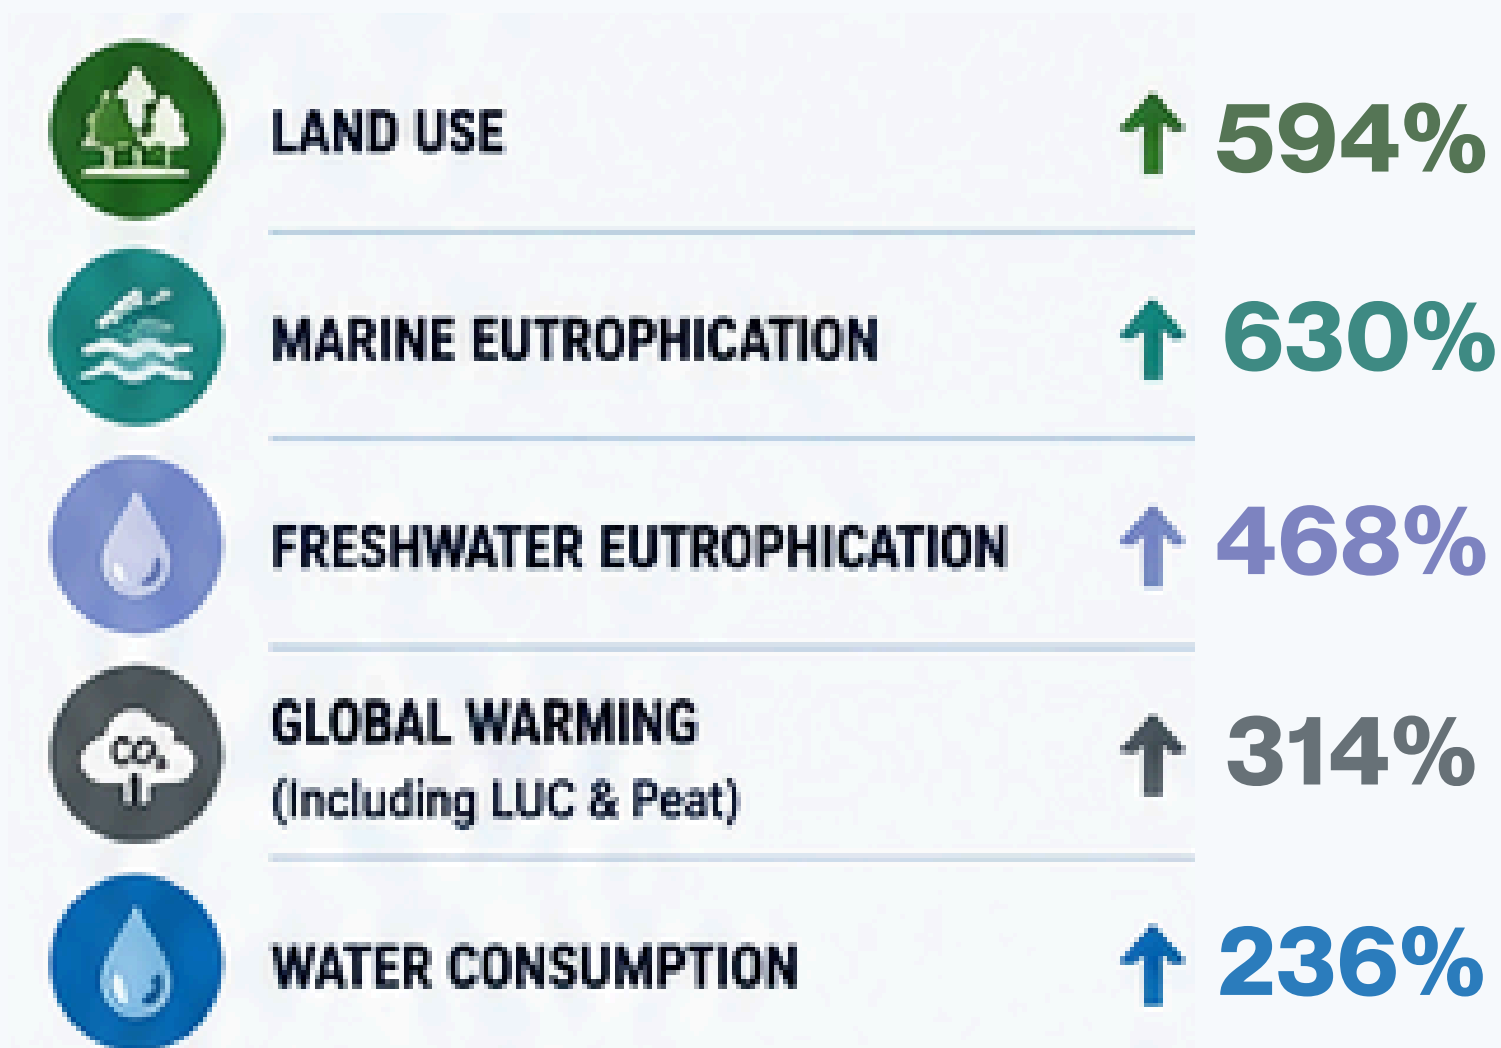 LAND USE 594%
MARINE EUTROPHICATION 630%
FRESHWATER EUTROPHICATION 468%
CO₂
GLOBAL WARMING
(Including LUC & Peat) 314%
WATER CONSUMPTION 236%